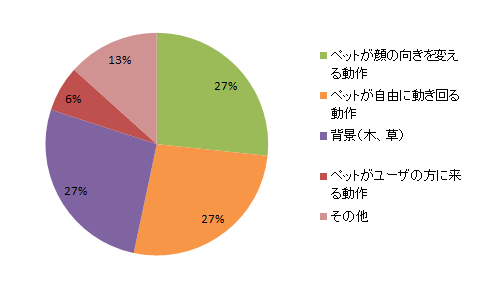 13%
27%
6%
27%
27%
ペットが顔の向きを変え
る動作
ペットが自由に動き回る
動作
背景(木、草)
ペットがユーザの方に来
る動作
その他